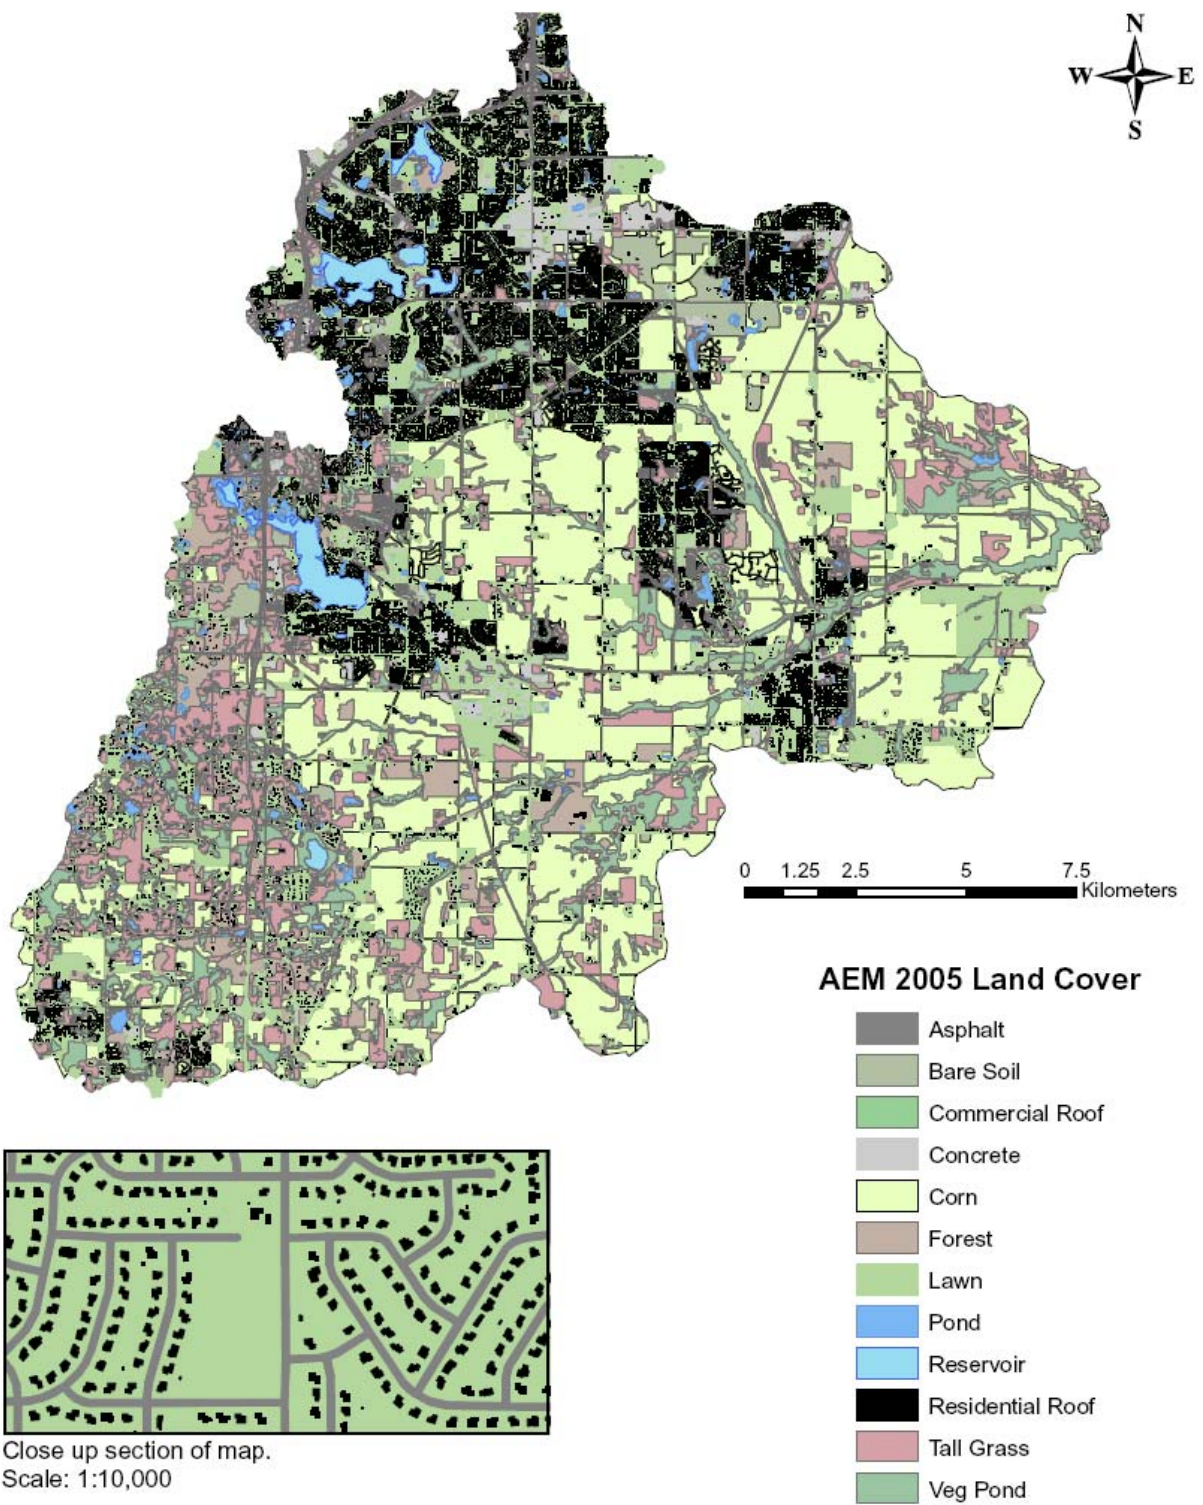 N
W E
S
0 1.25 2.5 5 7.5
Kilometers
AEM 2005 Land Cover
Asphalt
Bare Soil
Commercial Roof
Concrete
Corn
Forest
Lawn
Pond
Reservoir
Residential Roof
Tall Grass
Veg Pond
Close up section of map.
Scale: 1:10,000